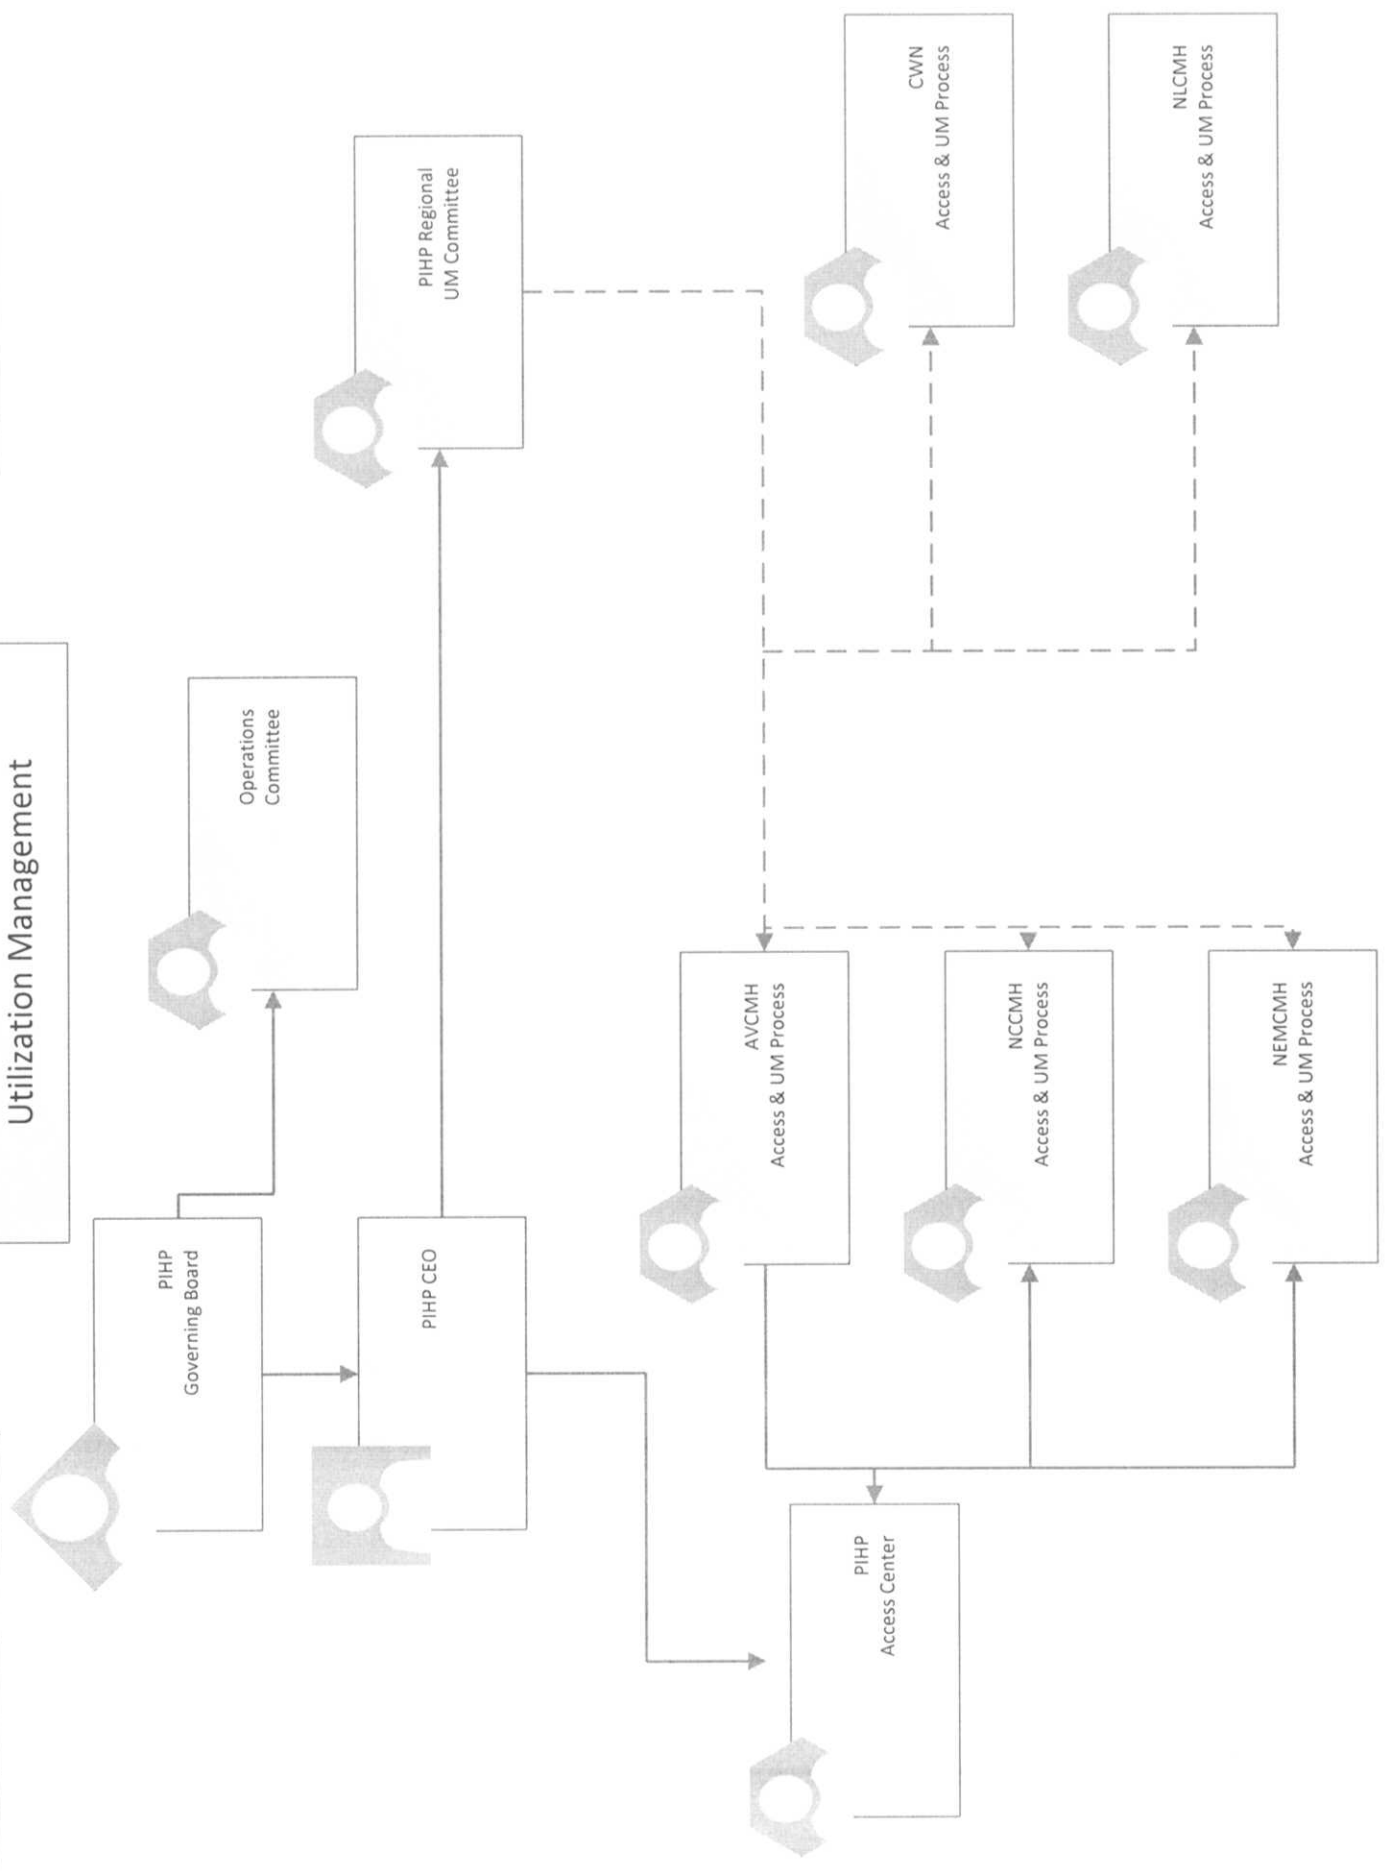 Utilization Management
PIHP
Governing Board
Operations
Committee
PIHP CEO
PIHP Regional
UM Committee
PIHP
Access Center
AVCMH
Access & UM Process
NCCMH
Access & UM Process
NEMCMH
Access & UM Process
CWN
Access & UM Process
NLCMH
Access & UM Process